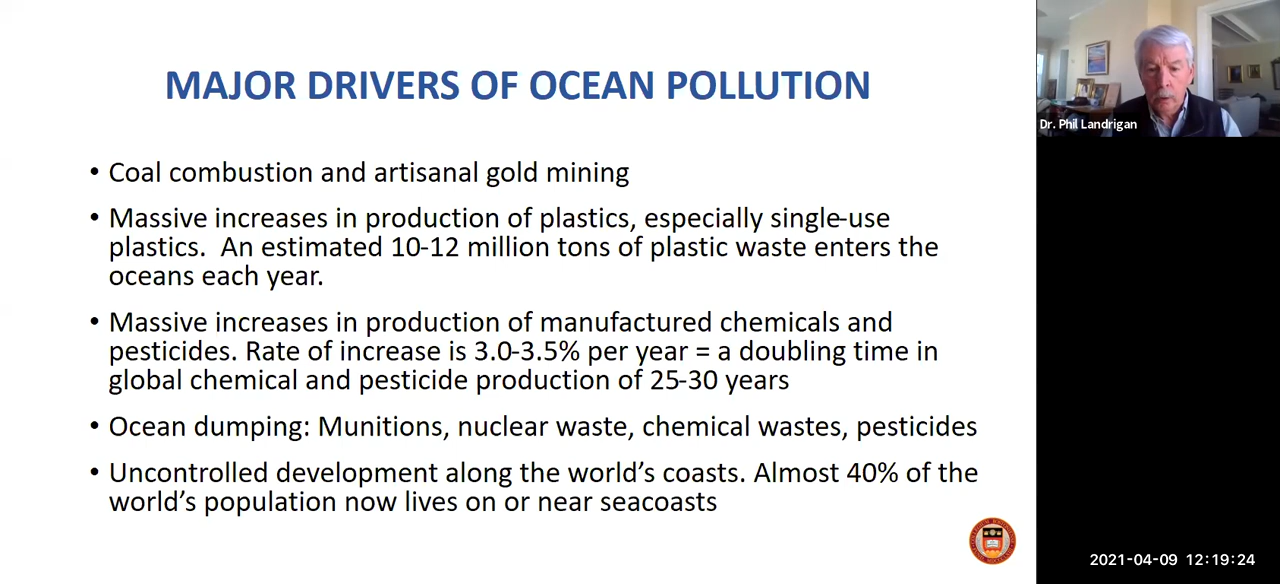 MAJOR DRIVERS OF OCEAN POLLUTION
• Coal combustion and artisanal gold mining
• Massive increases in production of plastics, especially single-use
plastics.  An estimated 10-12 million tons of plastic waste enters the
oceans each year.
• Massive increases in production of manufactured chemicals and
pesticides. Rate of increase is 3.0-3.5% per year = a doubling time in
global chemical and pesticide production of 25-30 years
• Ocean dumping: Munitions, nuclear waste, chemical wastes, pesticides
• Uncontrolled development along the world’s coasts. Almost 40% of the
world’s population now lives on or near seacoasts
Dr. Phil Landrigan
2021-04-09 12:19:24